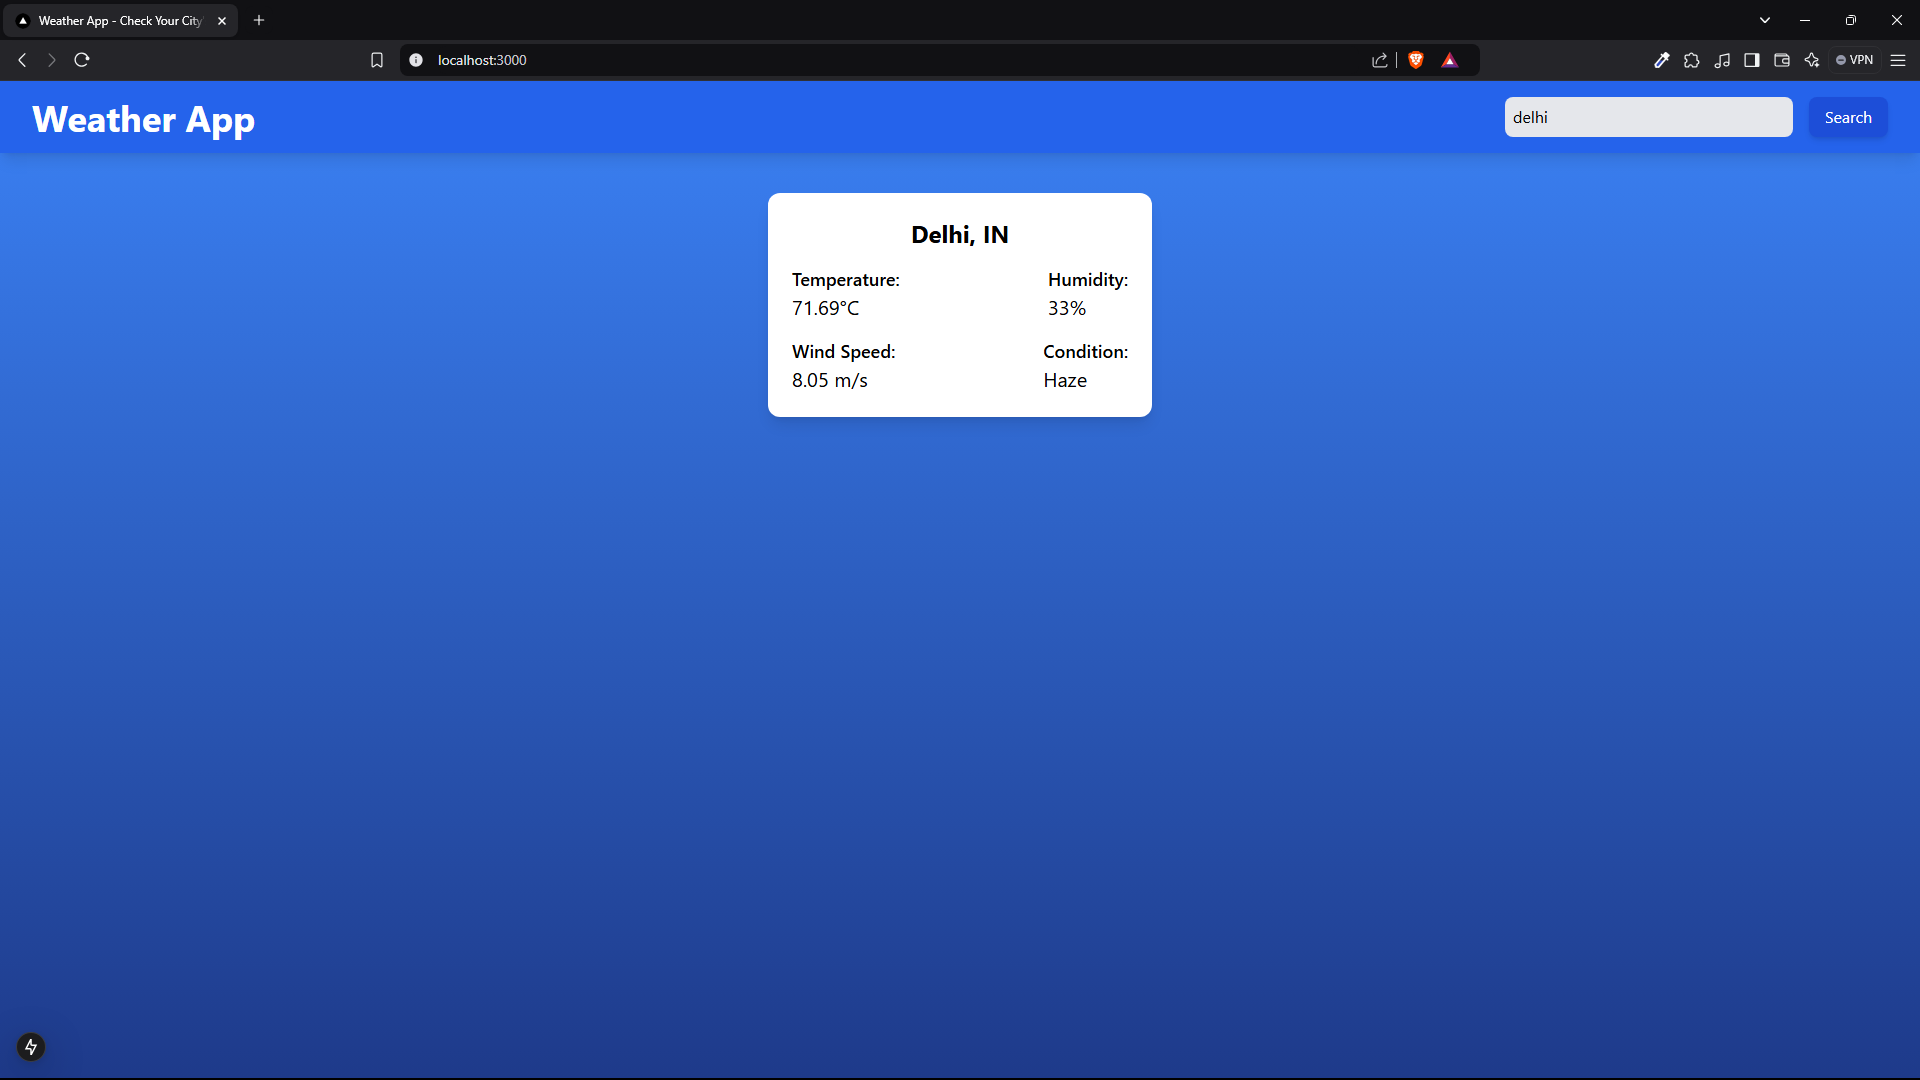 Weather App - Check Your City
localhost:3000
VPN
Weather App
delhi
Search
Delhi, IN
Temperature:
71.69°C
Humidity:
33%
Wind Speed:
8.05 m/s
Condition:
Haze